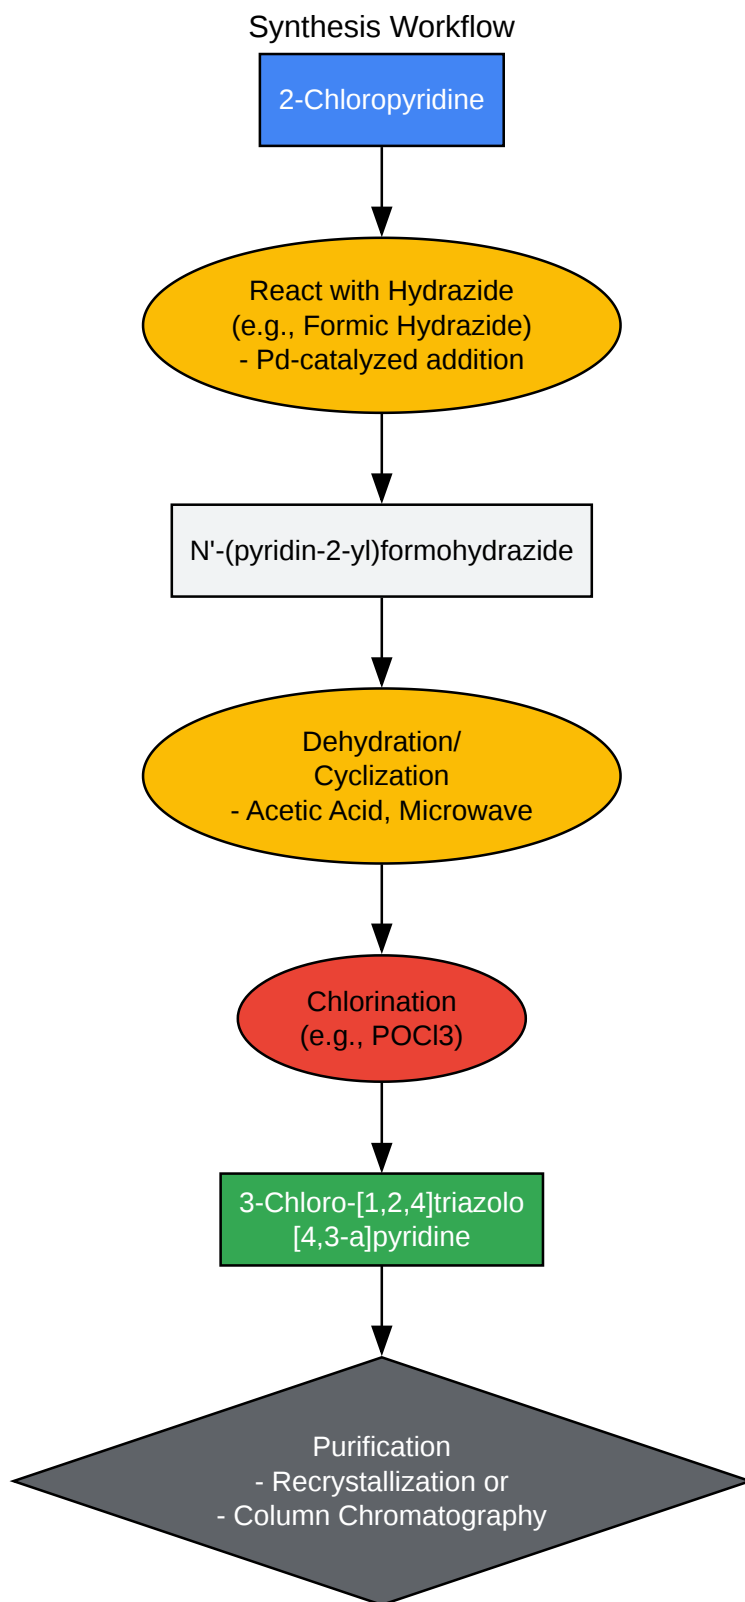 Synthesis Workflow
2-Chloropyridine
React with Hydrazide
(e.g., Formic Hydrazide)
- Pd-catalyzed addition
N'-(pyridin-2-yl)formohydrazide
Dehydration/
Cyclization
- Acetic Acid, Microwave
Chlorination
(e.g., POCl3)
3-Chloro-[1,2,4]triazolo
[4,3-a]pyridine
Purification
- Recrystallization or
- Column Chromatography